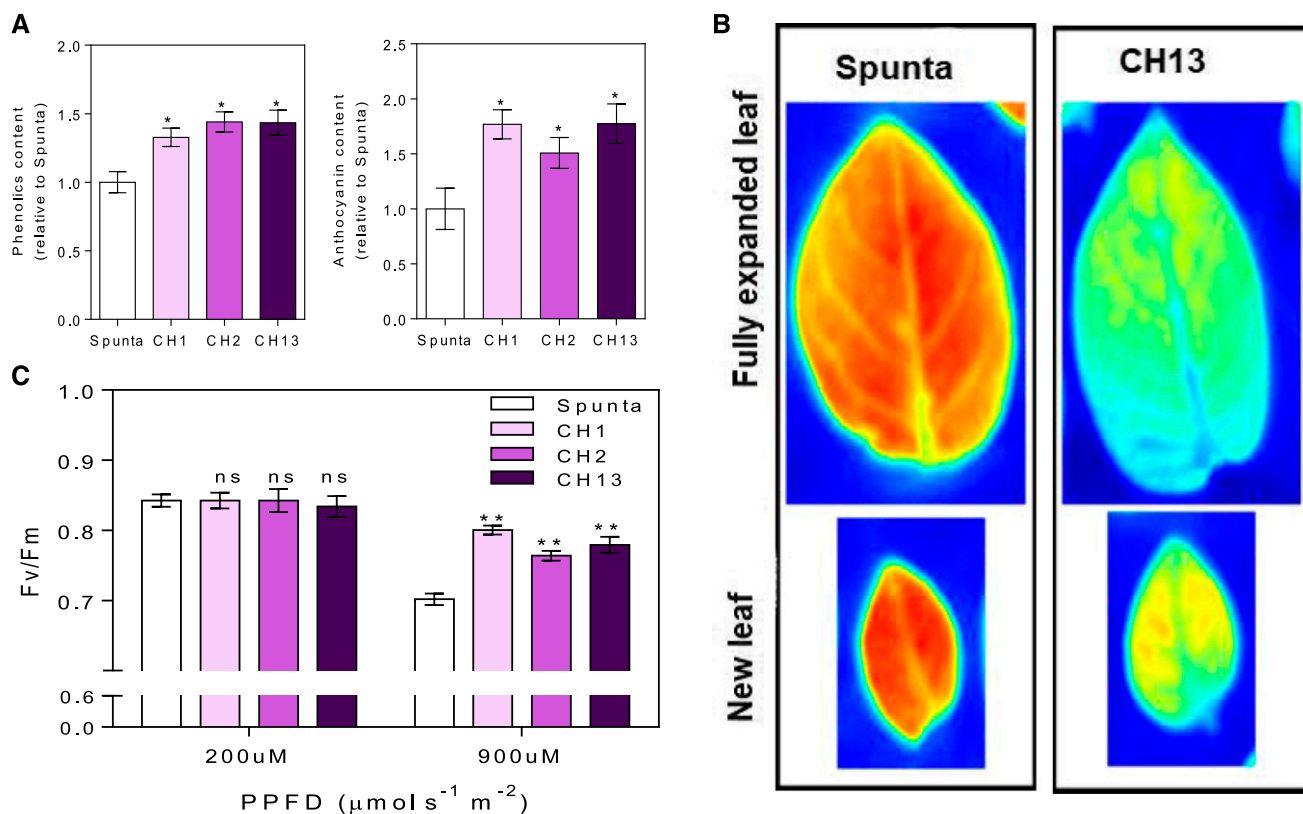 A
Phenolics content
(relative to Spunta)
2.0
1.5
1.0
0.5
0.0
Spunta CH1 CH2 CH13
* * *
Anthocyanin content
(relative to Spunta)
2.5
2.0
1.5
1.0
0.5
0.0
Spunta CH1 CH2 CH13
* * *
B
Spunta
CH13
Fully expanded leaf
New leaf
C
Fv/Fm
1.0
0.9
0.8
0.7
0.6
0.0
Spunta
CH1
CH2
CH13
ns ns ns
** ** **
200uM 900uM
PPFD (μmol s⁻¹ m⁻²)